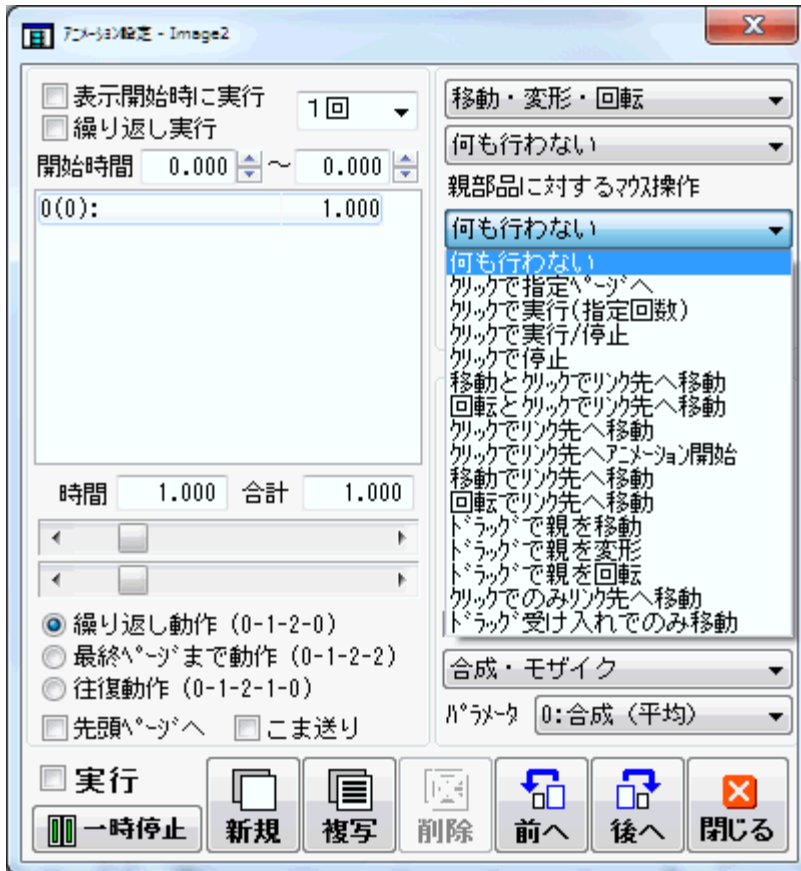 ｱﾆﾒｰｼｮﾝ設定 - Image2
表示開始時に実行
繰り返し実行
1回
開始時間 0.000 ～ 0.000
0(0): 1.000
時間 1.000 合計 1.000
繰り返し動作 (0-1-2-0)
最終ﾍﾟｰｼﾞまで動作 (0-1-2-2)
往復動作 (0-1-2-1-0)
先頭ﾍﾟｰｼﾞへ こま送り
移動・変形・回転
何も行わない
親部品に対するﾏｳｽ操作
何も行わない
何も行わない
ｸﾘｯｸで指定ﾍﾟｰｼﾞへ
ｸﾘｯｸで実行(指定回数)
ｸﾘｯｸで実行/停止
ｸﾘｯｸで停止
移動とｸﾘｯｸでﾘﾝｸ先へ移動
回転とｸﾘｯｸでﾘﾝｸ先へ移動
ｸﾘｯｸでﾘﾝｸ先へ移動
ｸﾘｯｸでﾘﾝｸ先へｱﾆﾒｰｼｮﾝ開始
移動でﾘﾝｸ先へ移動
回転でﾘﾝｸ先へ移動
ﾄﾞﾗｯｸﾞで親を移動
ﾄﾞﾗｯｸﾞで親を変形
ﾄﾞﾗｯｸﾞで親を回転
ｸﾘｯｸでのみﾘﾝｸ先へ移動
ﾄﾞﾗｯｸﾞ受け入れでのみ移動
合成・モザイク
ﾊﾟﾗﾒｰﾀ 0:合成（平均）
実行
一時停止
新規
複写
削除
前へ
後へ
閉じる